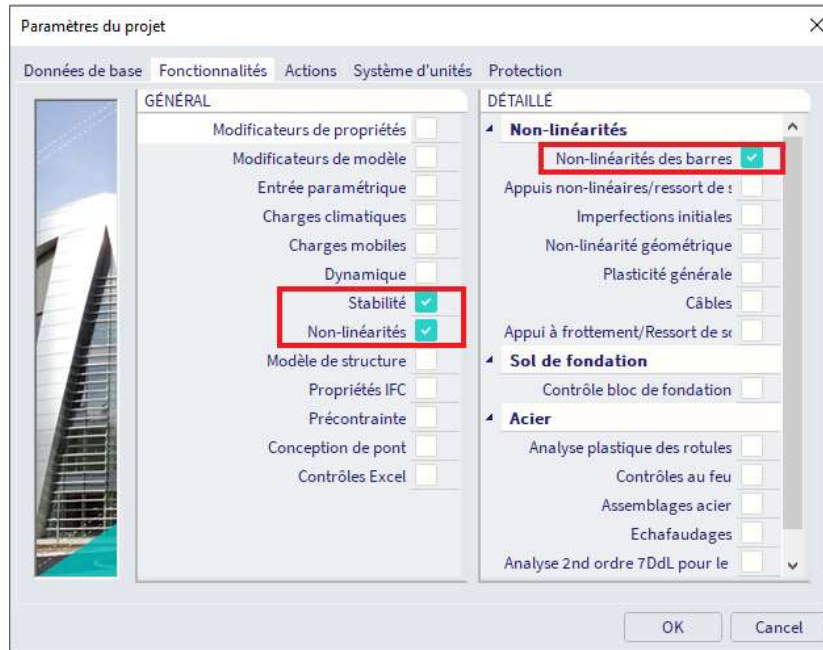 Paramètres du projet
Données de base Fonctionnalités Actions Système d'unités Protection
GÉNÉRAL
Modificateurs de propriétés
Modificateurs de modèle
Entrée paramétrique
Charges climatiques
Charges mobiles
Dynamique
Stabilité
Non-linéarités
Modèle de structure
Propriétés IFC
Précontrainte
Conception de pont
Contrôles Excel
DÉTAILLÉ
Non-linéarités
Non-linéarités des barres
Appuis non-linéaires/ressort de s
Imperfections initiales
Non-linéarité géométrique
Plasticité générale
Câbles
Appui à frottement/Ressort de so
Sol de fondation
Contrôle bloc de fondation
Acier
Analyse plastique des rotules
Contrôles au feu
Assemblages acier
Echafaudages
Analyse 2nd ordre 7DdL pour le
OK Cancel